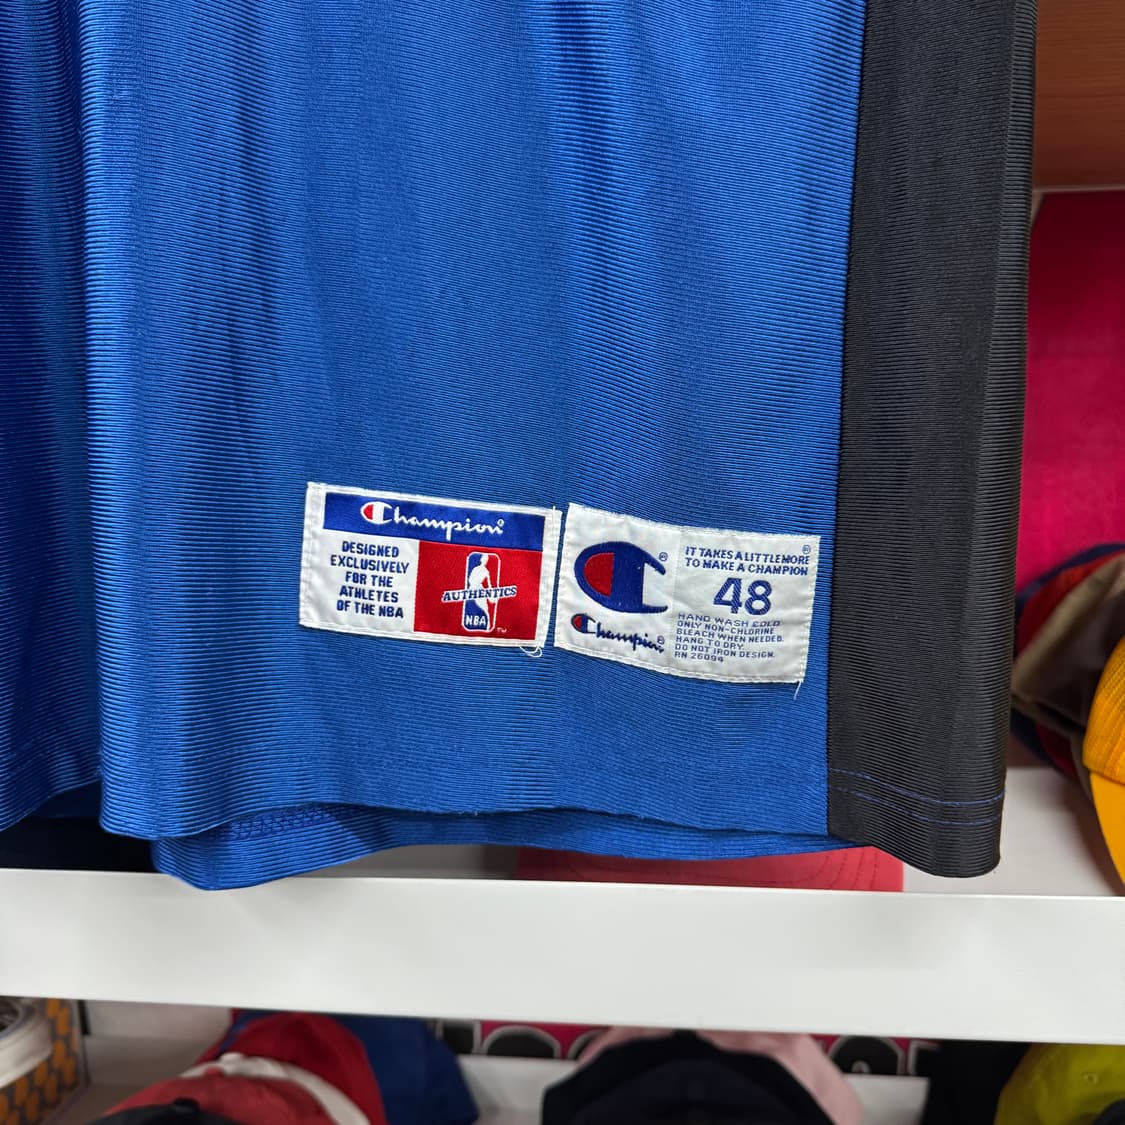 Champion®
DESIGNED
EXCLUSIVELY
FOR THE
ATHLETES
OF THE NBA
AUTHENTICS
NBA
TM
®
IT TAKES A LITTLE MORE®
TO MAKE A CHAMPION
48
Champion®
HAND WASH COLD
ONLY NON-CHLORINE
BLEACH WHEN NEEDED.
HANG TO DRY.
DO NOT IRON DESIGN.
RN 26094